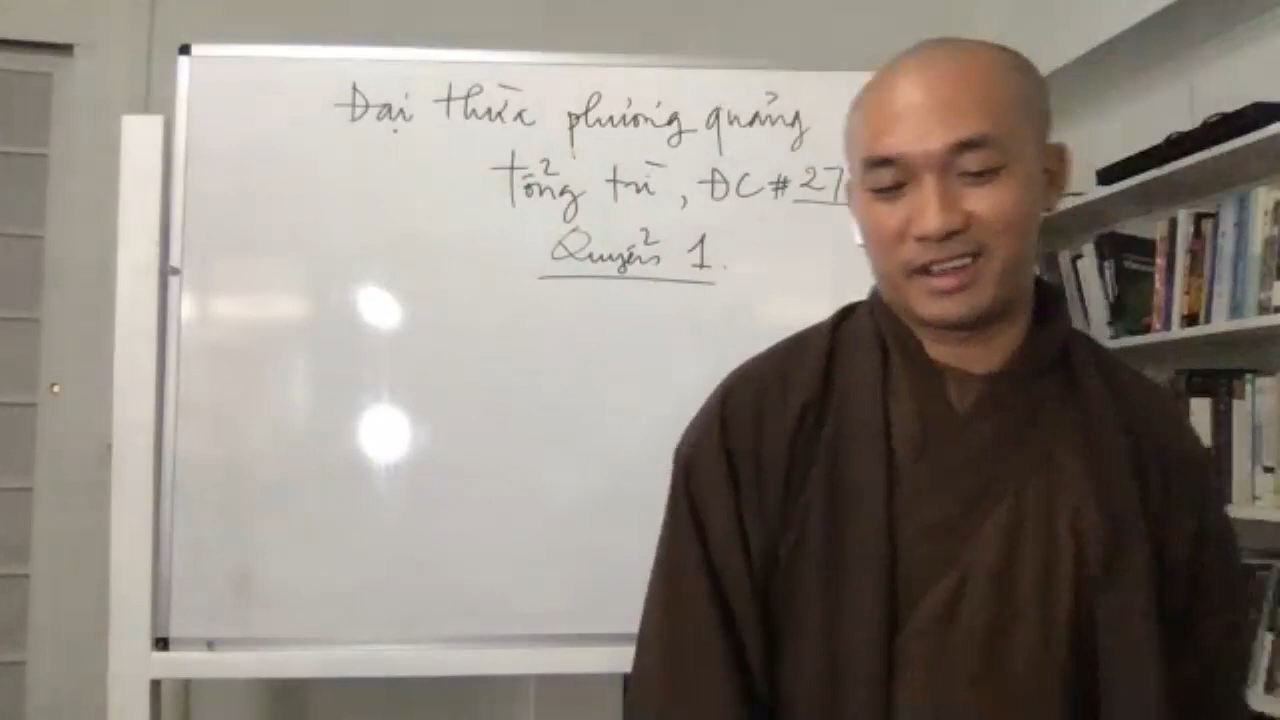 Đại thừa phương quảng
tổng trì, ĐC # 27
Quyển 1.